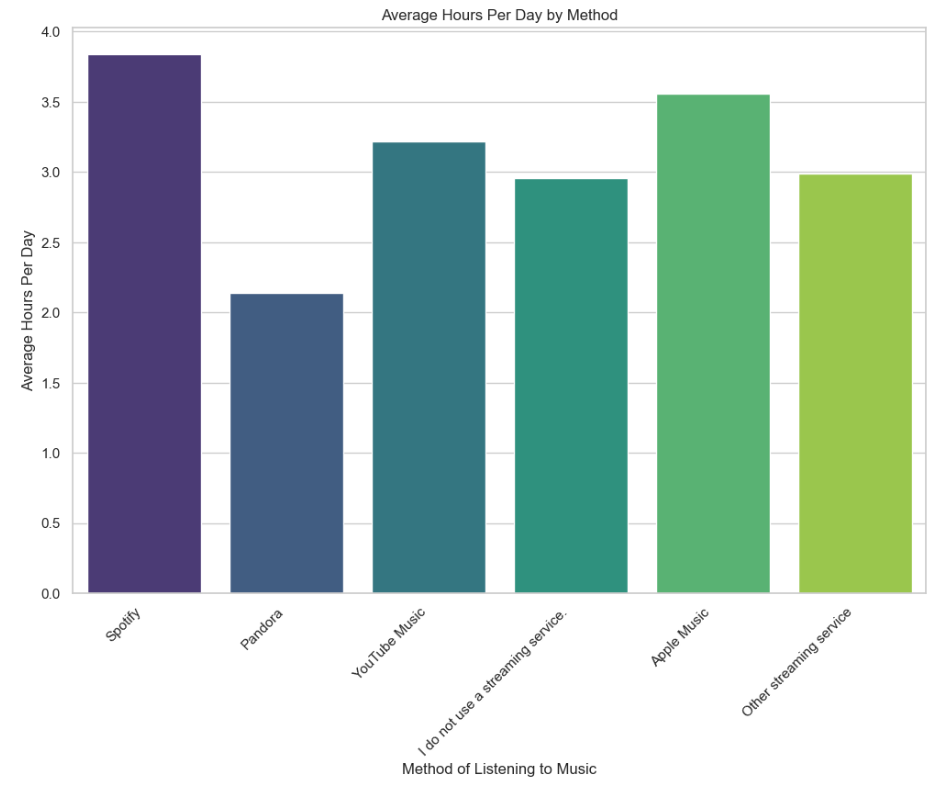 Average Hours Per Day by Method
4.0
3.5
3.0
2.5
2.0
1.5
1.0
0.5
0.0
Average Hours Per Day
Spotify
Pandora
YouTube Music
I do not use a streaming service.
Apple Music
Other streaming service
Method of Listening to Music